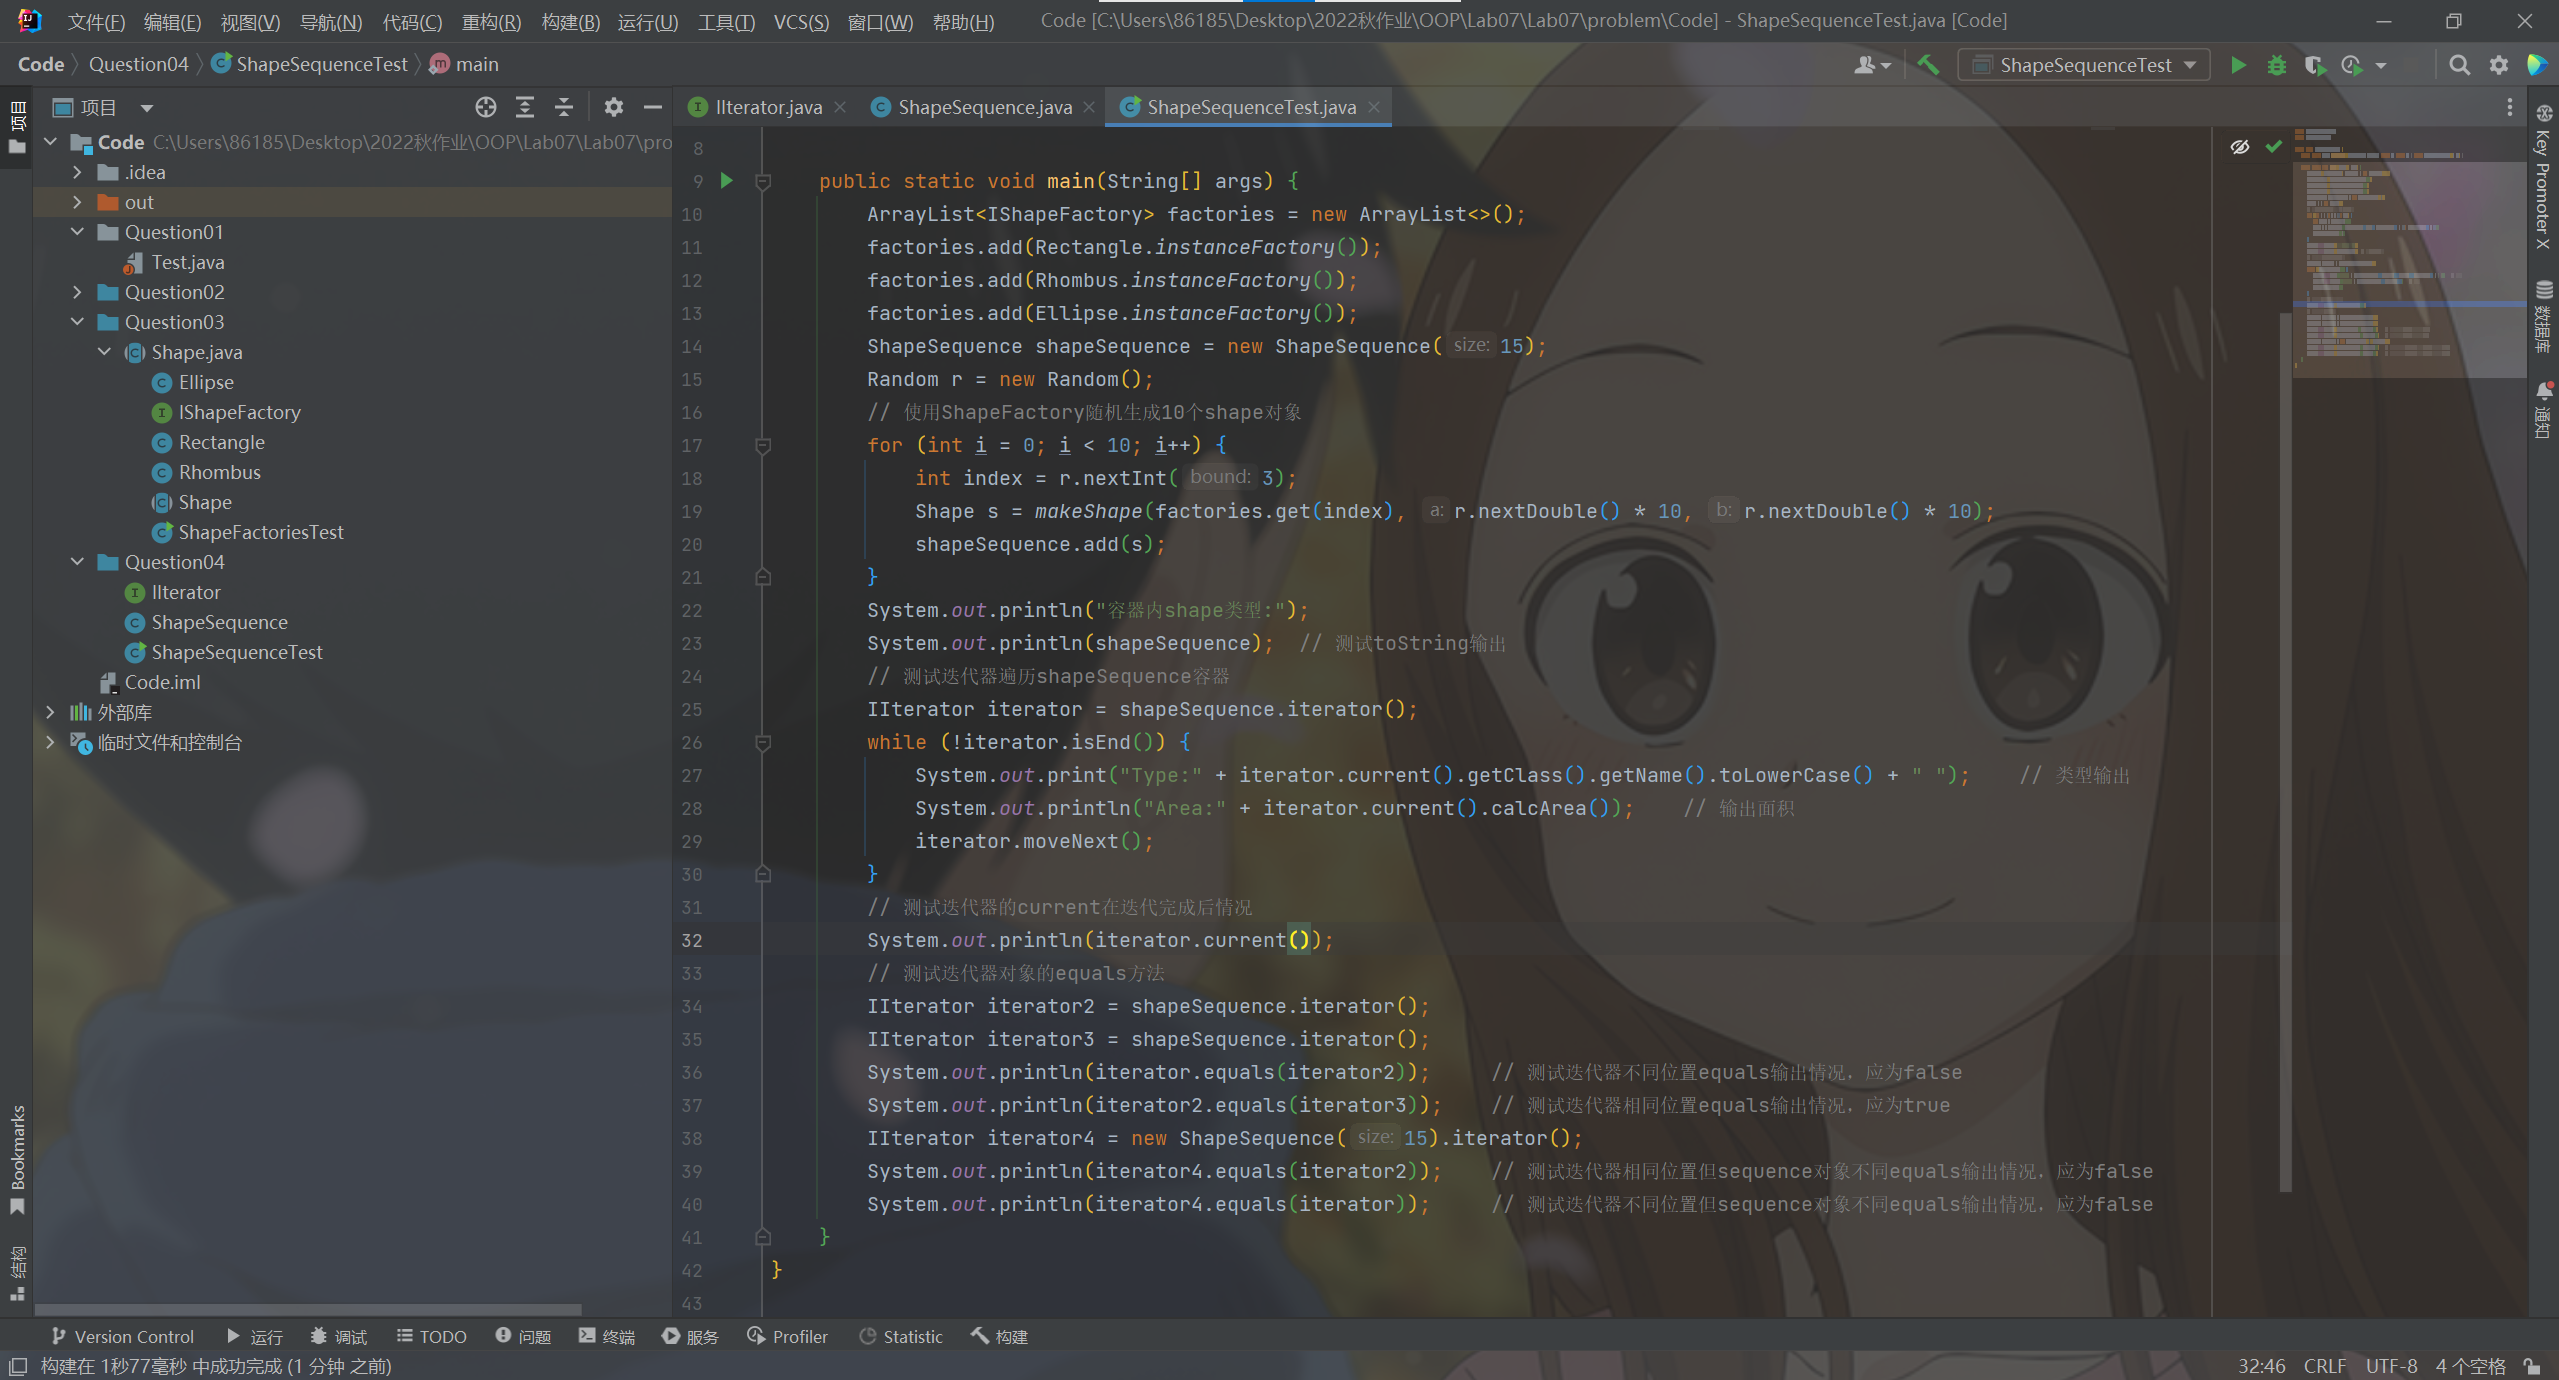 文件(F) 编辑(E) 视图(V) 导航(N) 代码(C) 重构(R) 构建(B) 运行(U) 工具(T) VCS(S) 窗口(W) 帮助(H) Code [C:\Users\86185\Desktop\2022秋作业\OOP\Lab07\Lab07\problem\Code] - ShapeSequenceTest.java [Code]
Code Question04 ShapeSequenceTest main ShapeSequenceTest
项目
IIterator.java ShapeSequence.java ShapeSequenceTest.java
项目
Code C:\Users\86185\Desktop\2022秋作业\OOP\Lab07\Lab07\pro
.idea
out
Question01
Test.java
Question02
Question03
Shape.java
Ellipse
IShapeFactory
Rectangle
Rhombus
Shape
ShapeFactoriesTest
Question04
IIterator
ShapeSequence
ShapeSequenceTest
Code.iml
外部库
临时文件和控制台
Bookmarks
结构
8
9 public static void main(String[] args) {
10 ArrayList<IShapeFactory> factories = new ArrayList<>();
11 factories.add(Rectangle.instanceFactory());
12 factories.add(Rhombus.instanceFactory());
13 factories.add(Ellipse.instanceFactory());
14 ShapeSequence shapeSequence = new ShapeSequence( size: 15);
15 Random r = new Random();
16 // 使用ShapeFactory随机生成10个shape对象
17 for (int i = 0; i < 10; i++) {
18 int index = r.nextInt( bound: 3);
19 Shape s = makeShape(factories.get(index), a: r.nextDouble() * 10, b: r.nextDouble() * 10);
20 shapeSequence.add(s);
21 }
22 System.out.println("容器内shape类型:");
23 System.out.println(shapeSequence); // 测试toString输出
24 // 测试迭代器遍历shapeSequence容器
25 IIterator iterator = shapeSequence.iterator();
26 while (!iterator.isEnd()) {
27 System.out.print("Type:" + iterator.current().getClass().getName().toLowerCase() + " "); // 类型输出
28 System.out.println("Area:" + iterator.current().calcArea()); // 输出面积
29 iterator.moveNext();
30 }
31 // 测试迭代器的current在迭代完成后情况
32 System.out.println(iterator.current());
33 // 测试迭代器对象的equals方法
34 IIterator iterator2 = shapeSequence.iterator();
35 IIterator iterator3 = shapeSequence.iterator();
36 System.out.println(iterator.equals(iterator2)); // 测试迭代器不同位置equals输出情况，应为false
37 System.out.println(iterator2.equals(iterator3)); // 测试迭代器相同位置equals输出情况，应为true
38 IIterator iterator4 = new ShapeSequence( size: 15).iterator();
39 System.out.println(iterator4.equals(iterator2)); // 测试迭代器相同位置但sequence对象不同equals输出情况，应为false
40 System.out.println(iterator4.equals(iterator)); // 测试迭代器不同位置但sequence对象不同equals输出情况，应为false
41 }
42 }
43
Key Promoter X
数据库
通知
Version Control 运行 调试 TODO 问题 终端 服务 Profiler Statistic 构建
构建在 1秒77毫秒 中成功完成 (1 分钟 之前) 32:46 CRLF UTF-8 4 个空格